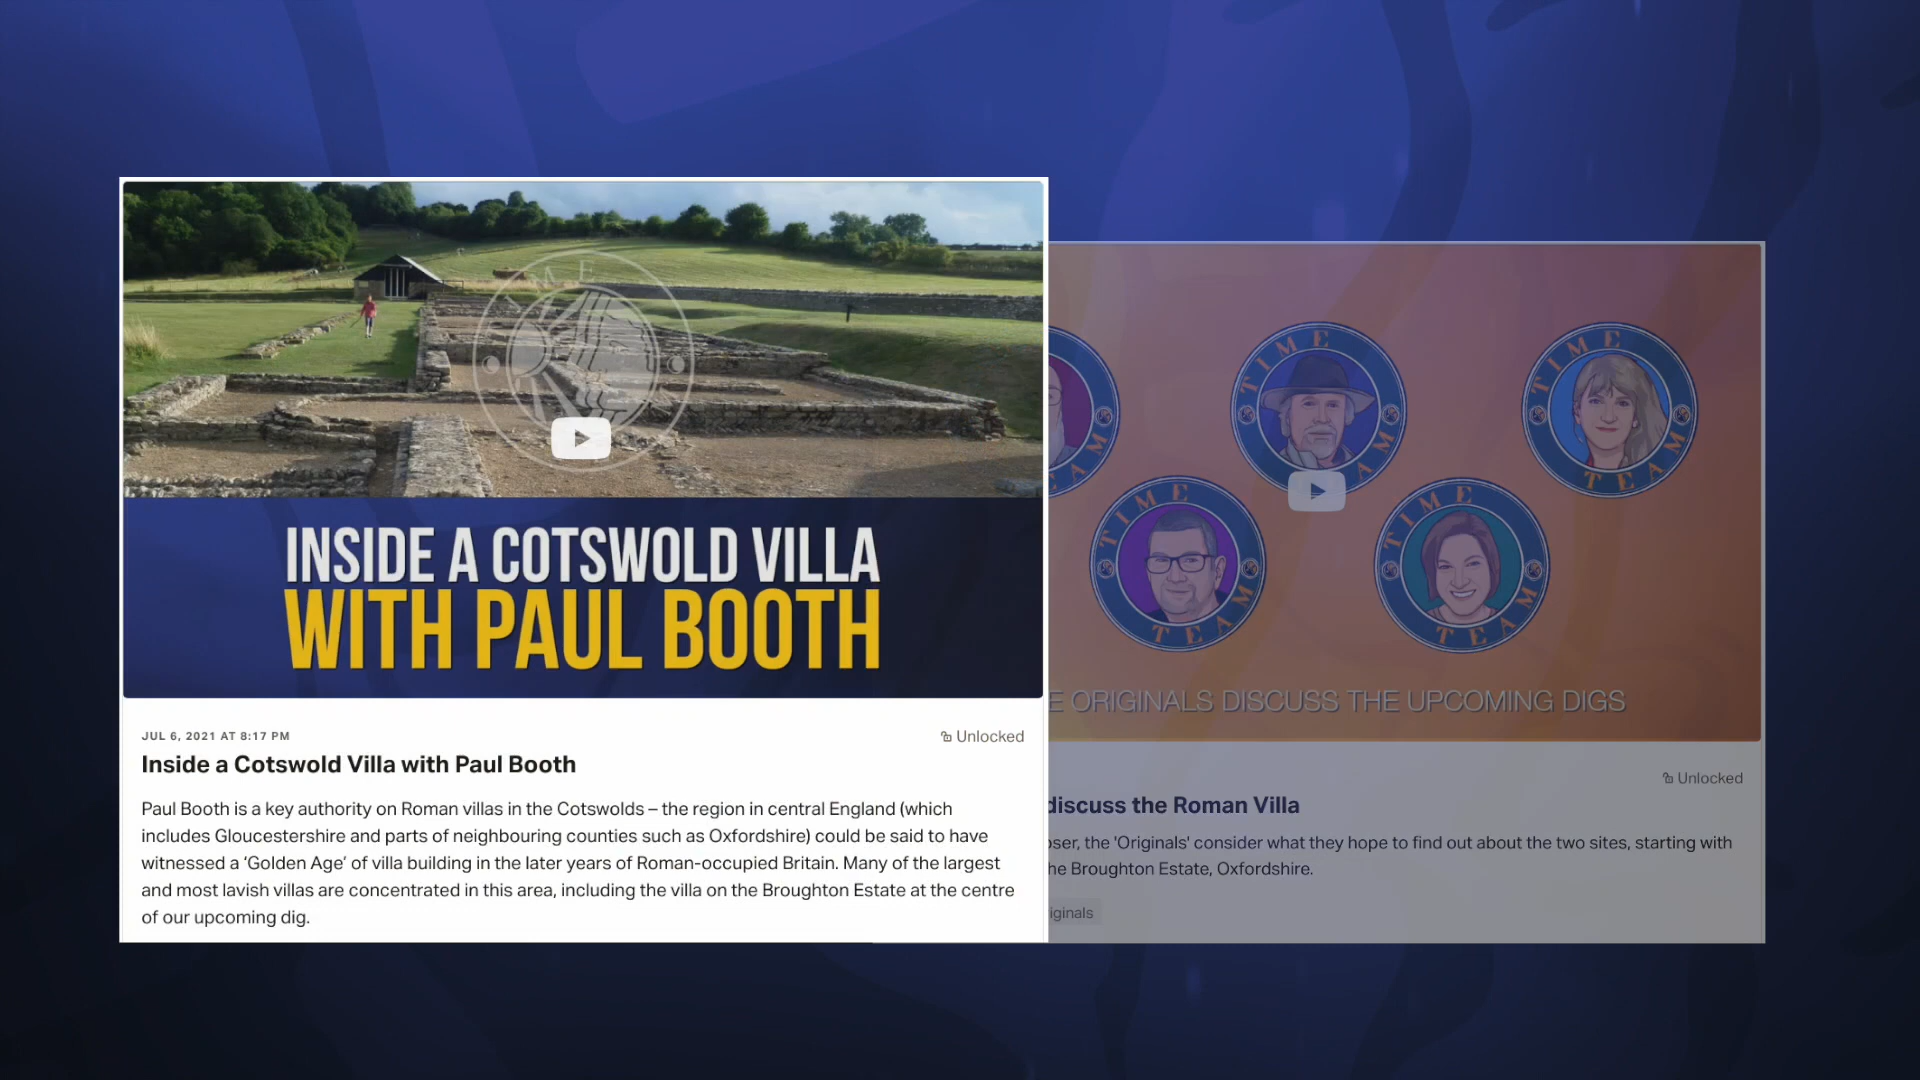 TIME
INSIDE A COTSWOLD VILLA
WITH PAUL BOOTH
JUL 6, 2021 AT 8:17 PM
Unlocked
Inside a Cotswold Villa with Paul Booth
Paul Booth is a key authority on Roman villas in the Cotswolds – the region in central England (which
includes Gloucestershire and parts of neighbouring counties such as Oxfordshire) could be said to have
witnessed a ‘Golden Age’ of villa building in the later years of Roman-occupied Britain. Many of the largest
and most lavish villas are concentrated in this area, including the villa on the Broughton Estate at the centre
of our upcoming dig.
TIME TEAM
TIME TEAM
TIME TEAM
TIME TEAM
E ORIGINALS DISCUSS THE UPCOMING DIGS
Unlocked
discuss the Roman Villa
oser, the 'Originals' consider what they hope to find out about the two sites, starting with
he Broughton Estate, Oxfordshire.
iginals